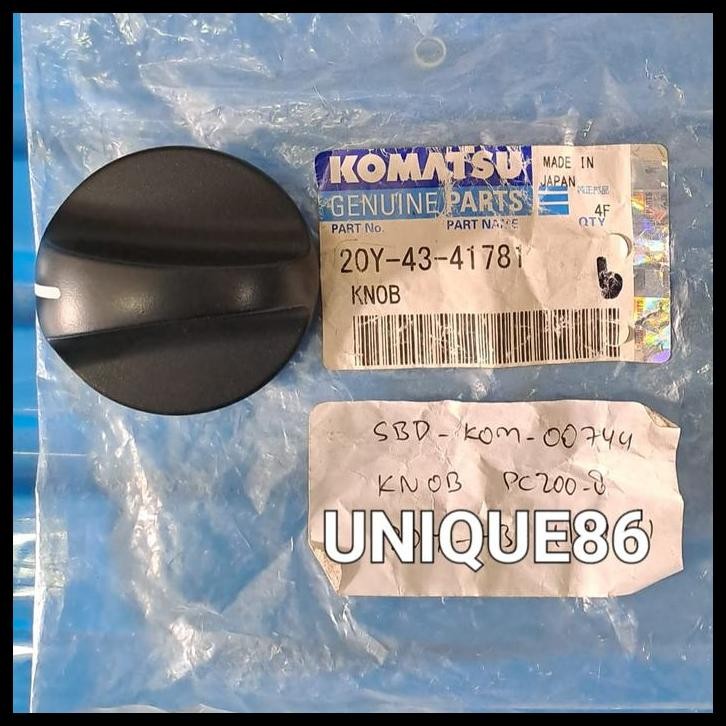 KOMATSU
MADE IN
JAPAN
GENUINE PARTS
4F
PART No.
PART NAME
QTY
20Y-43-41781
KNOB
6
SBD-KOM-00744
KNOB PC200-8
UNIQUE86